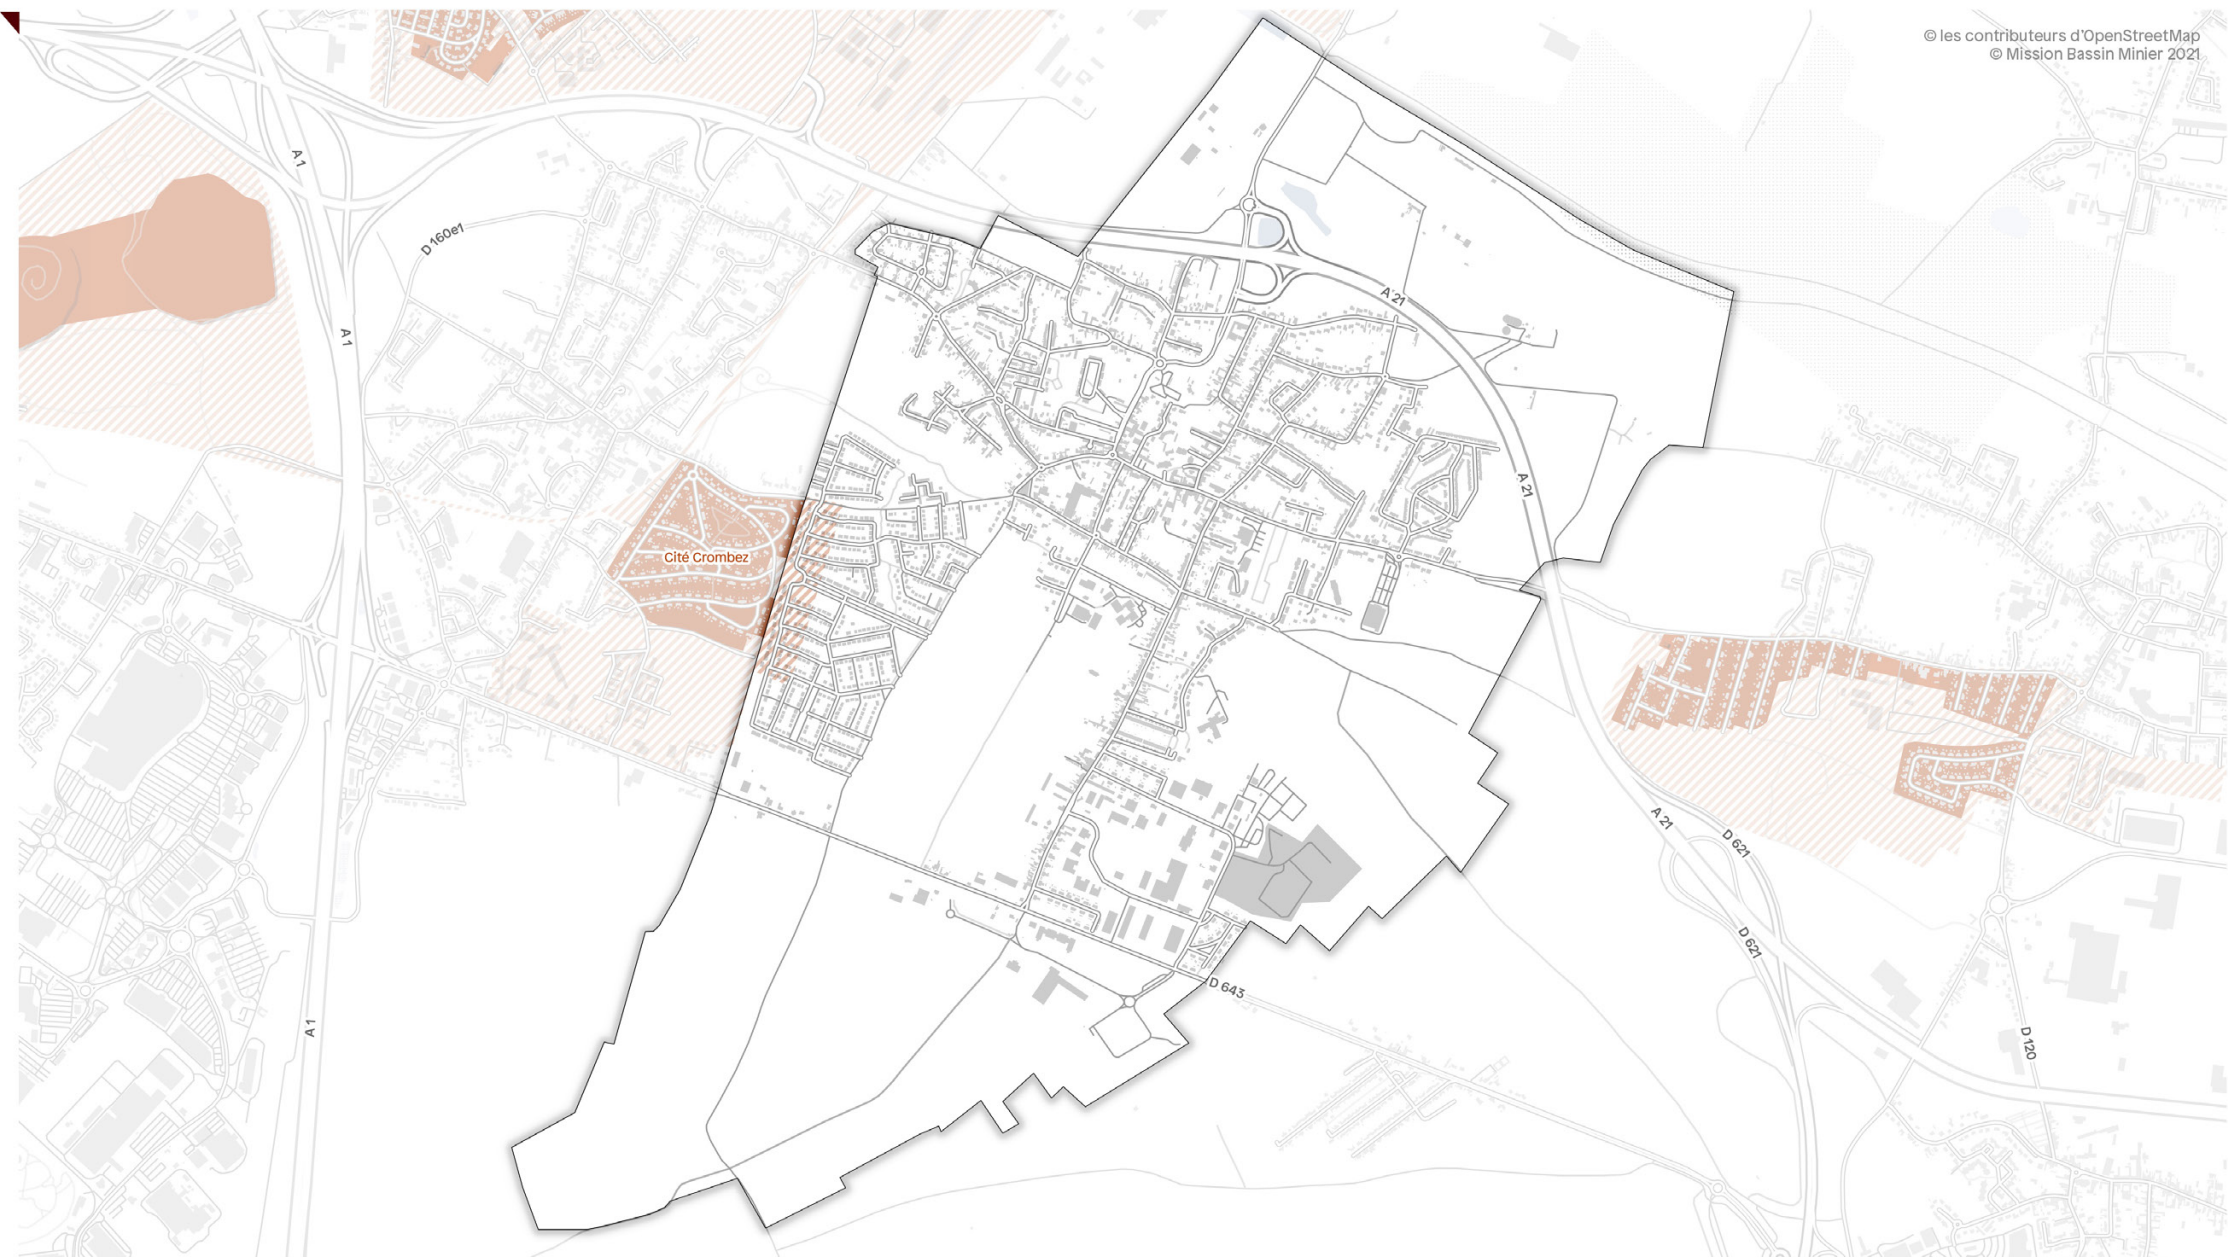 © les contributeurs d'OpenStreetMap
© Mission Bassin Minier 2021
A 1
D 160e1
A 21
A 1
A 21
Cité Crombez
A 21
D 621
D 621
D 643
A 1
D 120